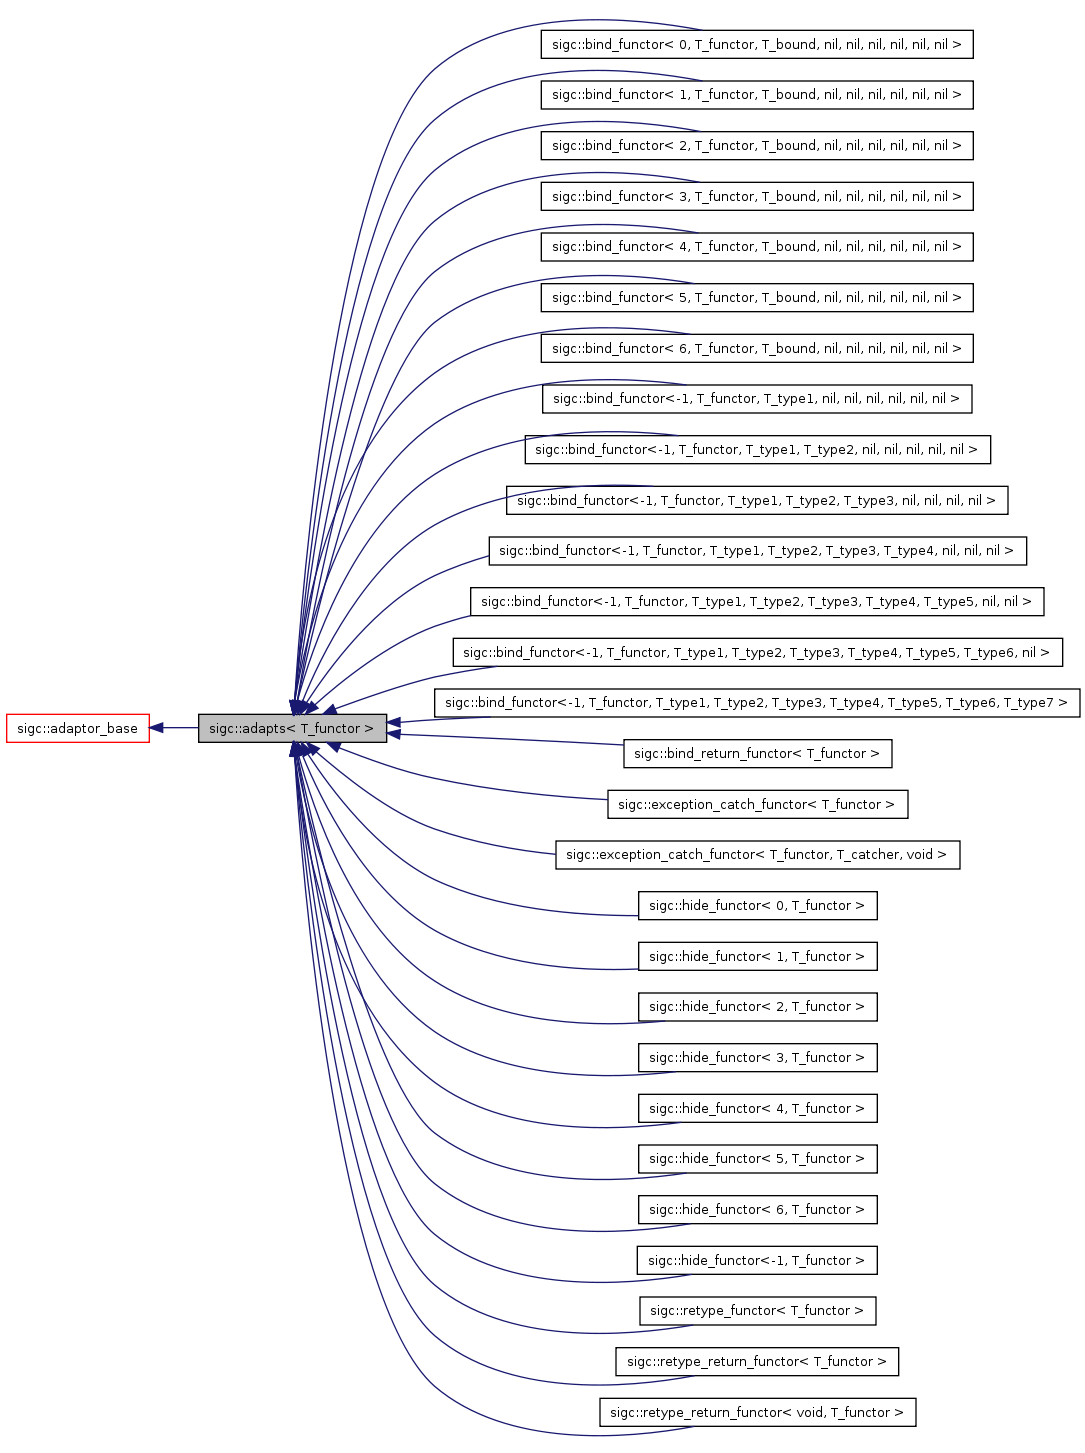 sigc::bind_functor< 0, T_functor, T_bound, nil, nil, nil, nil, nil, nil >
sigc::bind_functor< 1, T_functor, T_bound, nil, nil, nil, nil, nil, nil >
sigc::bind_functor< 2, T_functor, T_bound, nil, nil, nil, nil, nil, nil >
sigc::bind_functor< 3, T_functor, T_bound, nil, nil, nil, nil, nil, nil >
sigc::bind_functor< 4, T_functor, T_bound, nil, nil, nil, nil, nil, nil >
sigc::bind_functor< 5, T_functor, T_bound, nil, nil, nil, nil, nil, nil >
sigc::bind_functor< 6, T_functor, T_bound, nil, nil, nil, nil, nil, nil >
sigc::bind_functor<-1, T_functor, T_type1, nil, nil, nil, nil, nil, nil >
sigc::bind_functor<-1, T_functor, T_type1, T_type2, nil, nil, nil, nil, nil >
sigc::bind_functor<-1, T_functor, T_type1, T_type2, T_type3, nil, nil, nil, nil >
sigc::bind_functor<-1, T_functor, T_type1, T_type2, T_type3, T_type4, nil, nil, nil >
sigc::bind_functor<-1, T_functor, T_type1, T_type2, T_type3, T_type4, T_type5, nil, nil >
sigc::bind_functor<-1, T_functor, T_type1, T_type2, T_type3, T_type4, T_type5, T_type6, nil >
sigc::bind_functor<-1, T_functor, T_type1, T_type2, T_type3, T_type4, T_type5, T_type6, T_type7 >
sigc::adaptor_base
sigc::adapts< T_functor >
sigc::bind_return_functor< T_functor >
sigc::exception_catch_functor< T_functor >
sigc::exception_catch_functor< T_functor, T_catcher, void >
sigc::hide_functor< 0, T_functor >
sigc::hide_functor< 1, T_functor >
sigc::hide_functor< 2, T_functor >
sigc::hide_functor< 3, T_functor >
sigc::hide_functor< 4, T_functor >
sigc::hide_functor< 5, T_functor >
sigc::hide_functor< 6, T_functor >
sigc::hide_functor<-1, T_functor >
sigc::retype_functor< T_functor >
sigc::retype_return_functor< T_functor >
sigc::retype_return_functor< void, T_functor >